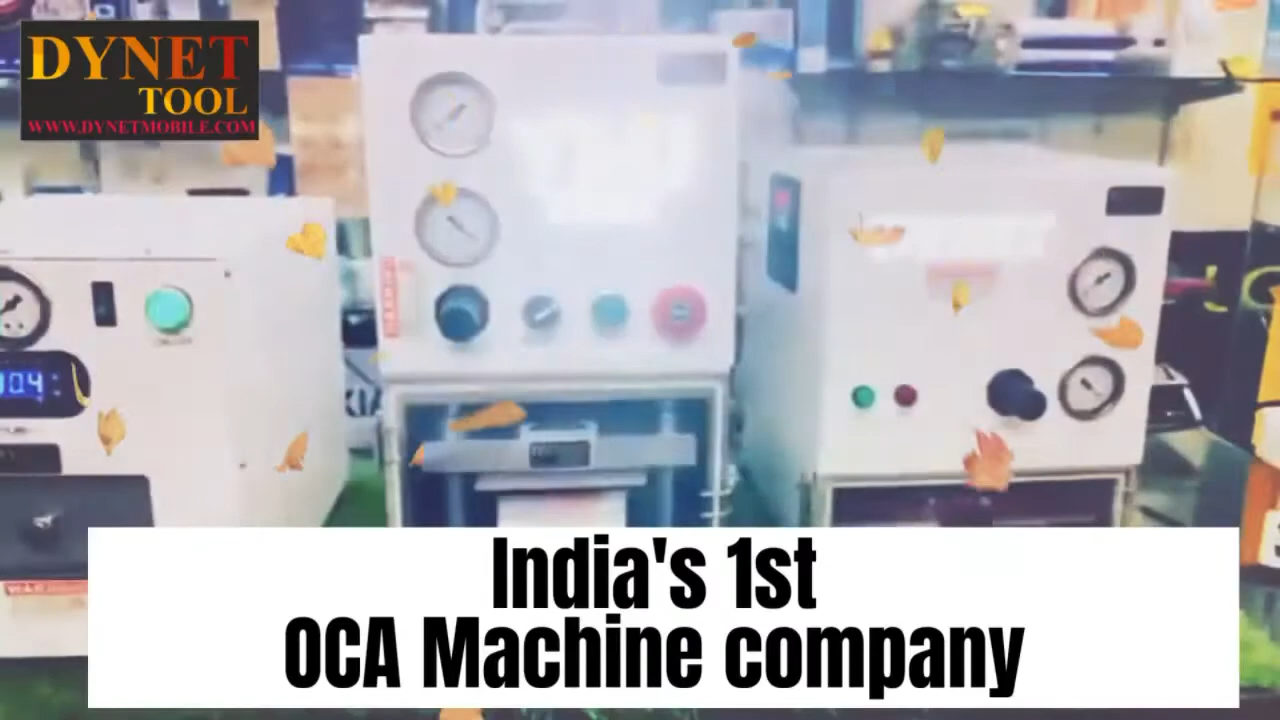 DYNET
TOOL
WWW.DYNETMOBILE.COM
India's 1st
OCA Machine company